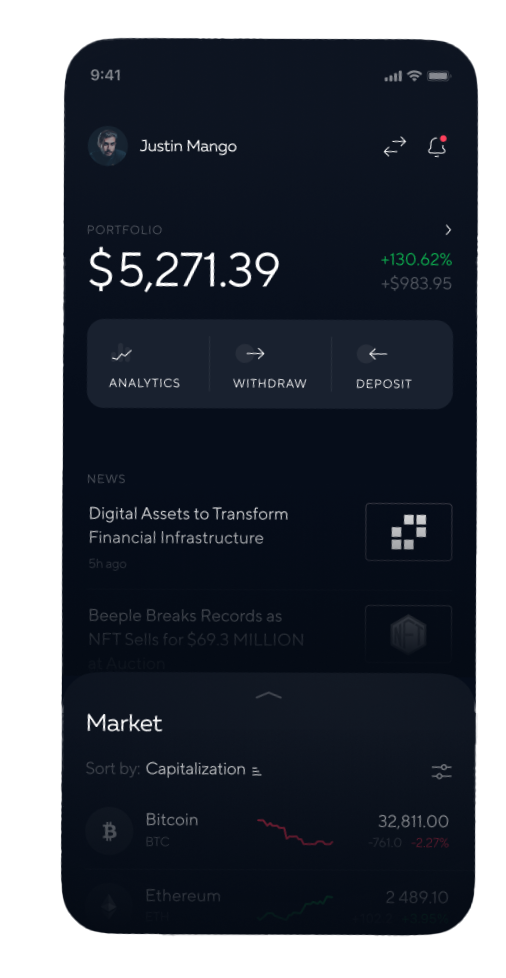 9:41
Justin Mango
PORTFOLIO
$5,271.39
+130.62%
+$983.95
ANALYTICS
WITHDRAW
DEPOSIT
NEWS
Digital Assets to Transform
Financial Infrastructure
5h ago
Beeple Breaks Records as
NFT Sells for $69.3 MILLION
at Auction
NFT
Market
Sort by: Capitalization
Bitcoin
32,811.00
BTC
-761.0 -2.27%
Ethereum
2 489.10
ETH